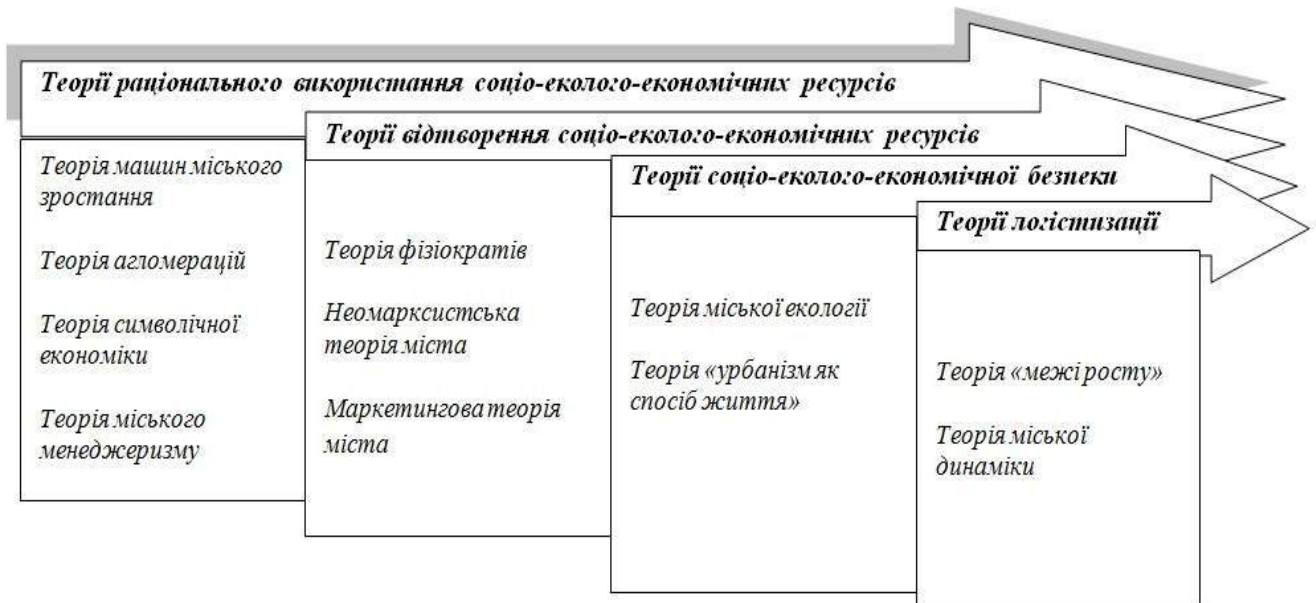 Теорії раціонального використання соціо-еколого-економічних ресурсів
Теорія машин міського
зростання
Теорія агломерацій
Теорія символічної
економіки
Теорія міського
менеджеризму
Теорії відтворення соціо-еколого-економічних ресурсів
Теорія фізіократів
Неомарксистська
теорія міста
Маркетингова теорія
міста
Теорії соціо-еколого-економічної безпеки
Теорія міської екології
Теорія «урбанізм як
спосіб життя»
Теорії логістизації
Теорія «межі росту»
Теорія міської
динаміки